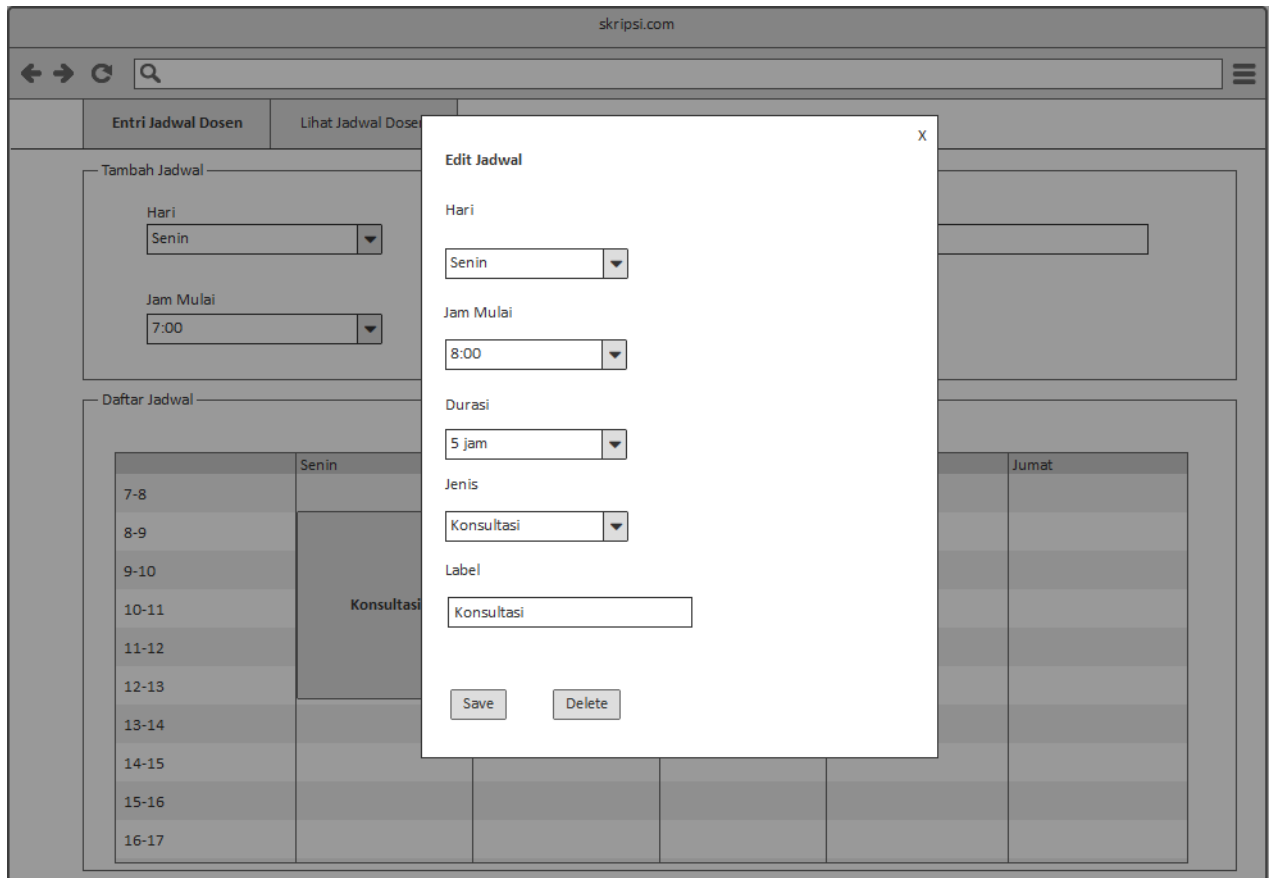 skripsi.com
Entri Jadwal Dosen
Lihat Jadwal Dosen
Tambah Jadwal
Hari
Senin
Jam Mulai
7:00
X
Edit Jadwal
Hari
Senin
Jam Mulai
8:00
Durasi
5 jam
Jenis
Konsultasi
Label
Konsultasi
Save
Delete
Daftar Jadwal
Senin
Jumat
7-8
8-9
9-10
10-11
Konsultasi
11-12
12-13
13-14
14-15
15-16
16-17